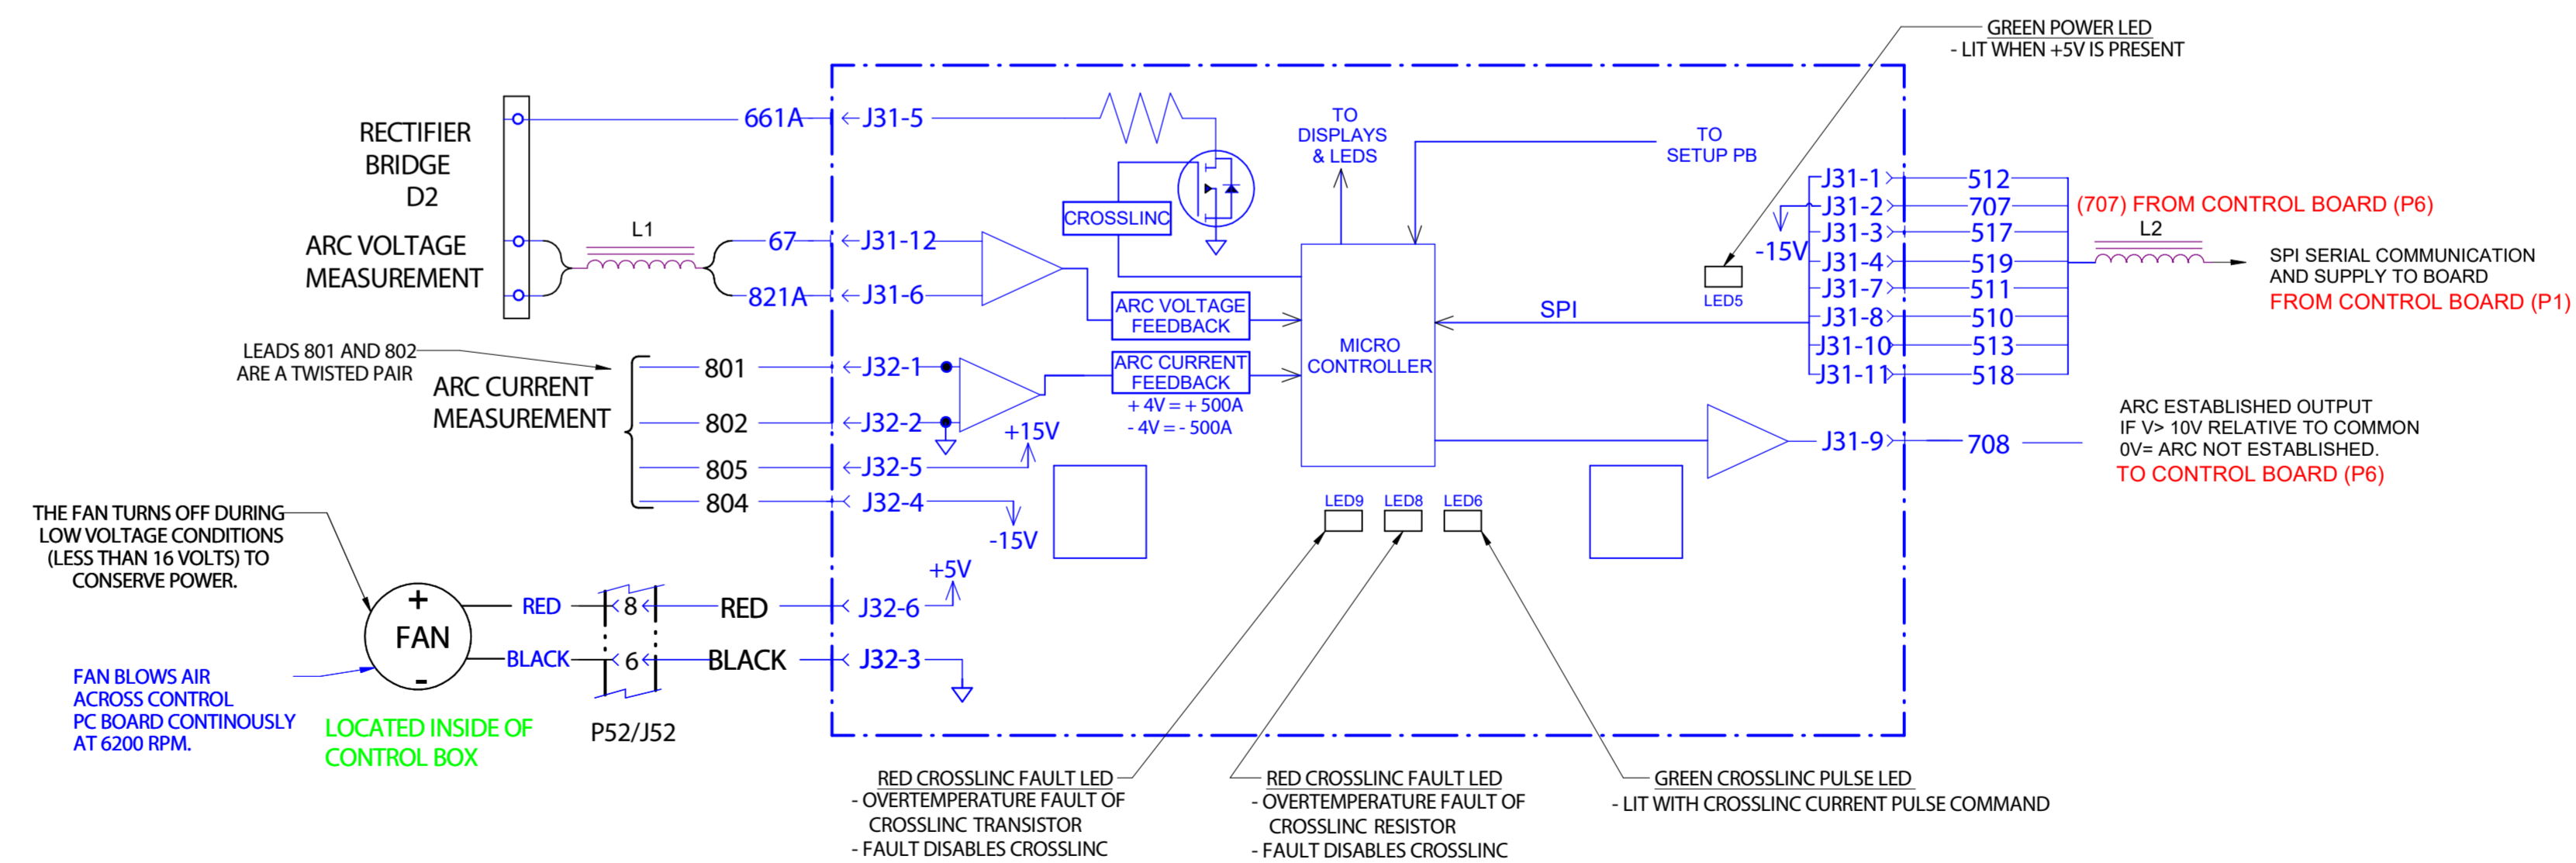 GREEN POWER LED
- LIT WHEN +5V IS PRESENT
RECTIFIER
BRIDGE
D2
661A
J31-5
TO
DISPLAYS
& LEDS
TO
SETUP PB
CROSSLINC
ARC VOLTAGE
MEASUREMENT
L1
67
J31-12
821A
J31-6
ARC VOLTAGE
FEEDBACK
LEADS 801 AND 802
ARE A TWISTED PAIR
ARC CURRENT
MEASUREMENT
801
J32-1
802
J32-2
805
J32-5
804
J32-4
+15V
-15V
ARC CURRENT
FEEDBACK
+ 4V = + 500A
- 4V = - 500A
MICRO
CONTROLLER
SPI
LED5
-15V
J31-1
512
J31-2
707
J31-3
517
J31-4
519
J31-7
511
J31-8
510
J31-10
513
J31-11
518
(707) FROM CONTROL BOARD (P6)
L2
SPI SERIAL COMMUNICATION
AND SUPPLY TO BOARD
FROM CONTROL BOARD (P1)
J31-9
708
ARC ESTABLISHED OUTPUT
IF V> 10V RELATIVE TO COMMON
0V= ARC NOT ESTABLISHED.
TO CONTROL BOARD (P6)
LED9
LED8
LED6
THE FAN TURNS OFF DURING
LOW VOLTAGE CONDITIONS
(LESS THAN 16 VOLTS) TO
CONSERVE POWER.
+
FAN
-
RED
8
RED
J32-6
+5V
BLACK
6
BLACK
J32-3
FAN BLOWS AIR
ACROSS CONTROL
PC BOARD CONTINOUSLY
AT 6200 RPM.
LOCATED INSIDE OF
CONTROL BOX
P52/J52
RED CROSSLINC FAULT LED
- OVERTEMPERATURE FAULT OF
CROSSLINC TRANSISTOR
- FAULT DISABLES CROSSLINC
RED CROSSLINC FAULT LED
- OVERTEMPERATURE FAULT OF
CROSSLINC RESISTOR
- FAULT DISABLES CROSSLINC
GREEN CROSSLINC PULSE LED
- LIT WITH CROSSLINC CURRENT PULSE COMMAND